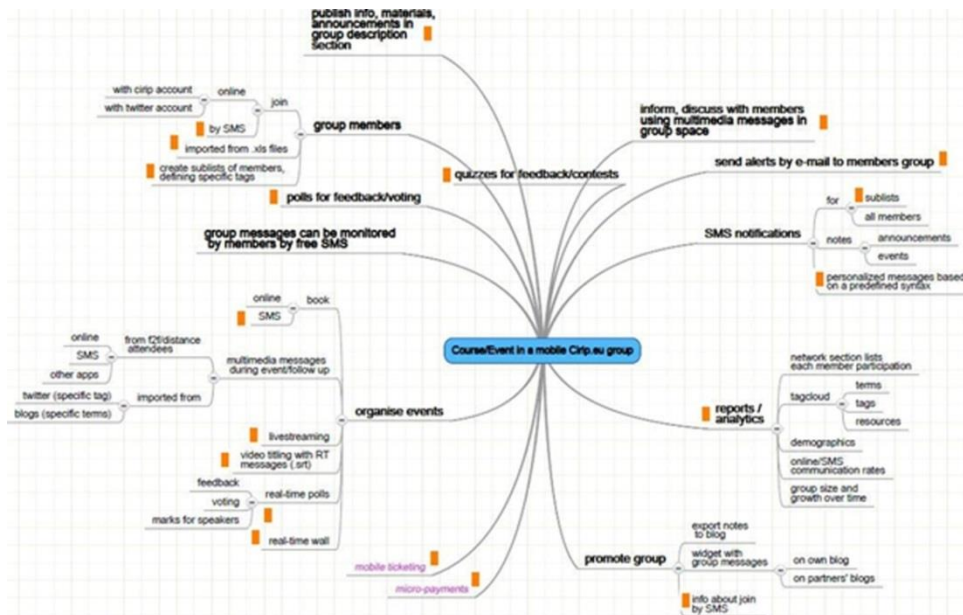 publish info, materials,
announcements in
group description
section
with cirip account
with twitter account
online
join
by SMS
imported from .xls files
create sublists of members,
defining specific tags
group members
polls for feedback/voting
quizzes for feedback/contests
group messages can be monitored
by members by free SMS
inform, discuss with members
using multimedia messages in
group space
send alerts by e-mail to members group
SMS notifications
for
sublists
all members
notes
announcements
events
personalized messages based
on a predefined syntax
Course/Event in a mobile Cirip.eu group
online
SMS
book
online
SMS
other apps
from f2f/distance
attendees
twitter (specific tag)
blogs (specific terms)
imported from
multimedia messages
during event/follow up
organise events
livestreaming
video titling with RT
messages (.srt)
feedback
voting
marks for speakers
real-time polls
real-time wall
mobile ticketing
micro-payments
reports /
analytics
network section lists
each member participation
tagcloud
terms
tags
resources
demographics
online/SMS
communication rates
group size and
growth over time
promote group
export notes
to blog
widget with
group messages
on own blog
on partners' blogs
info about join
by SMS